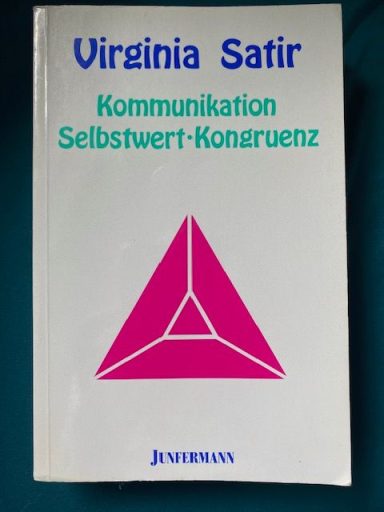 Virginia Satir
Kommunikation
Selbstwert·Kongruenz
JUNFERMANN